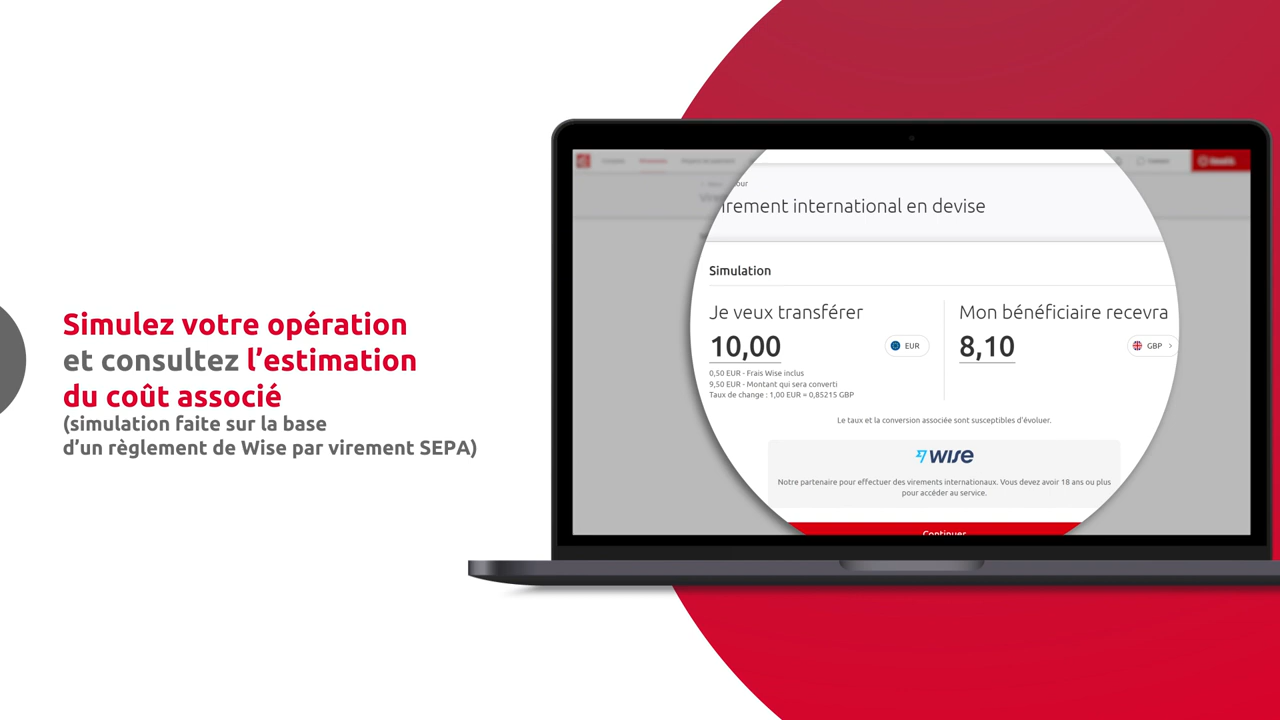 Simulez votre opération
et consultez l’estimation
du coût associé
(simulation faite sur la base
d’un règlement de Wise par virement SEPA)
irement international en devise
Simulation
Je veux transférer
10,00
EUR
0,50 EUR - Frais Wise inclus
9,50 EUR - Montant qui sera converti
Taux de change : 1,00 EUR = 0,85215 GBP
Mon bénéficiaire recevra
8,10
GBP
Le taux et la conversion associée sont susceptibles d'évoluer.
WISE
Notre partenaire pour effectuer des virements internationaux. Vous devez avoir 18 ans ou plus
pour accéder au service.
Continuer